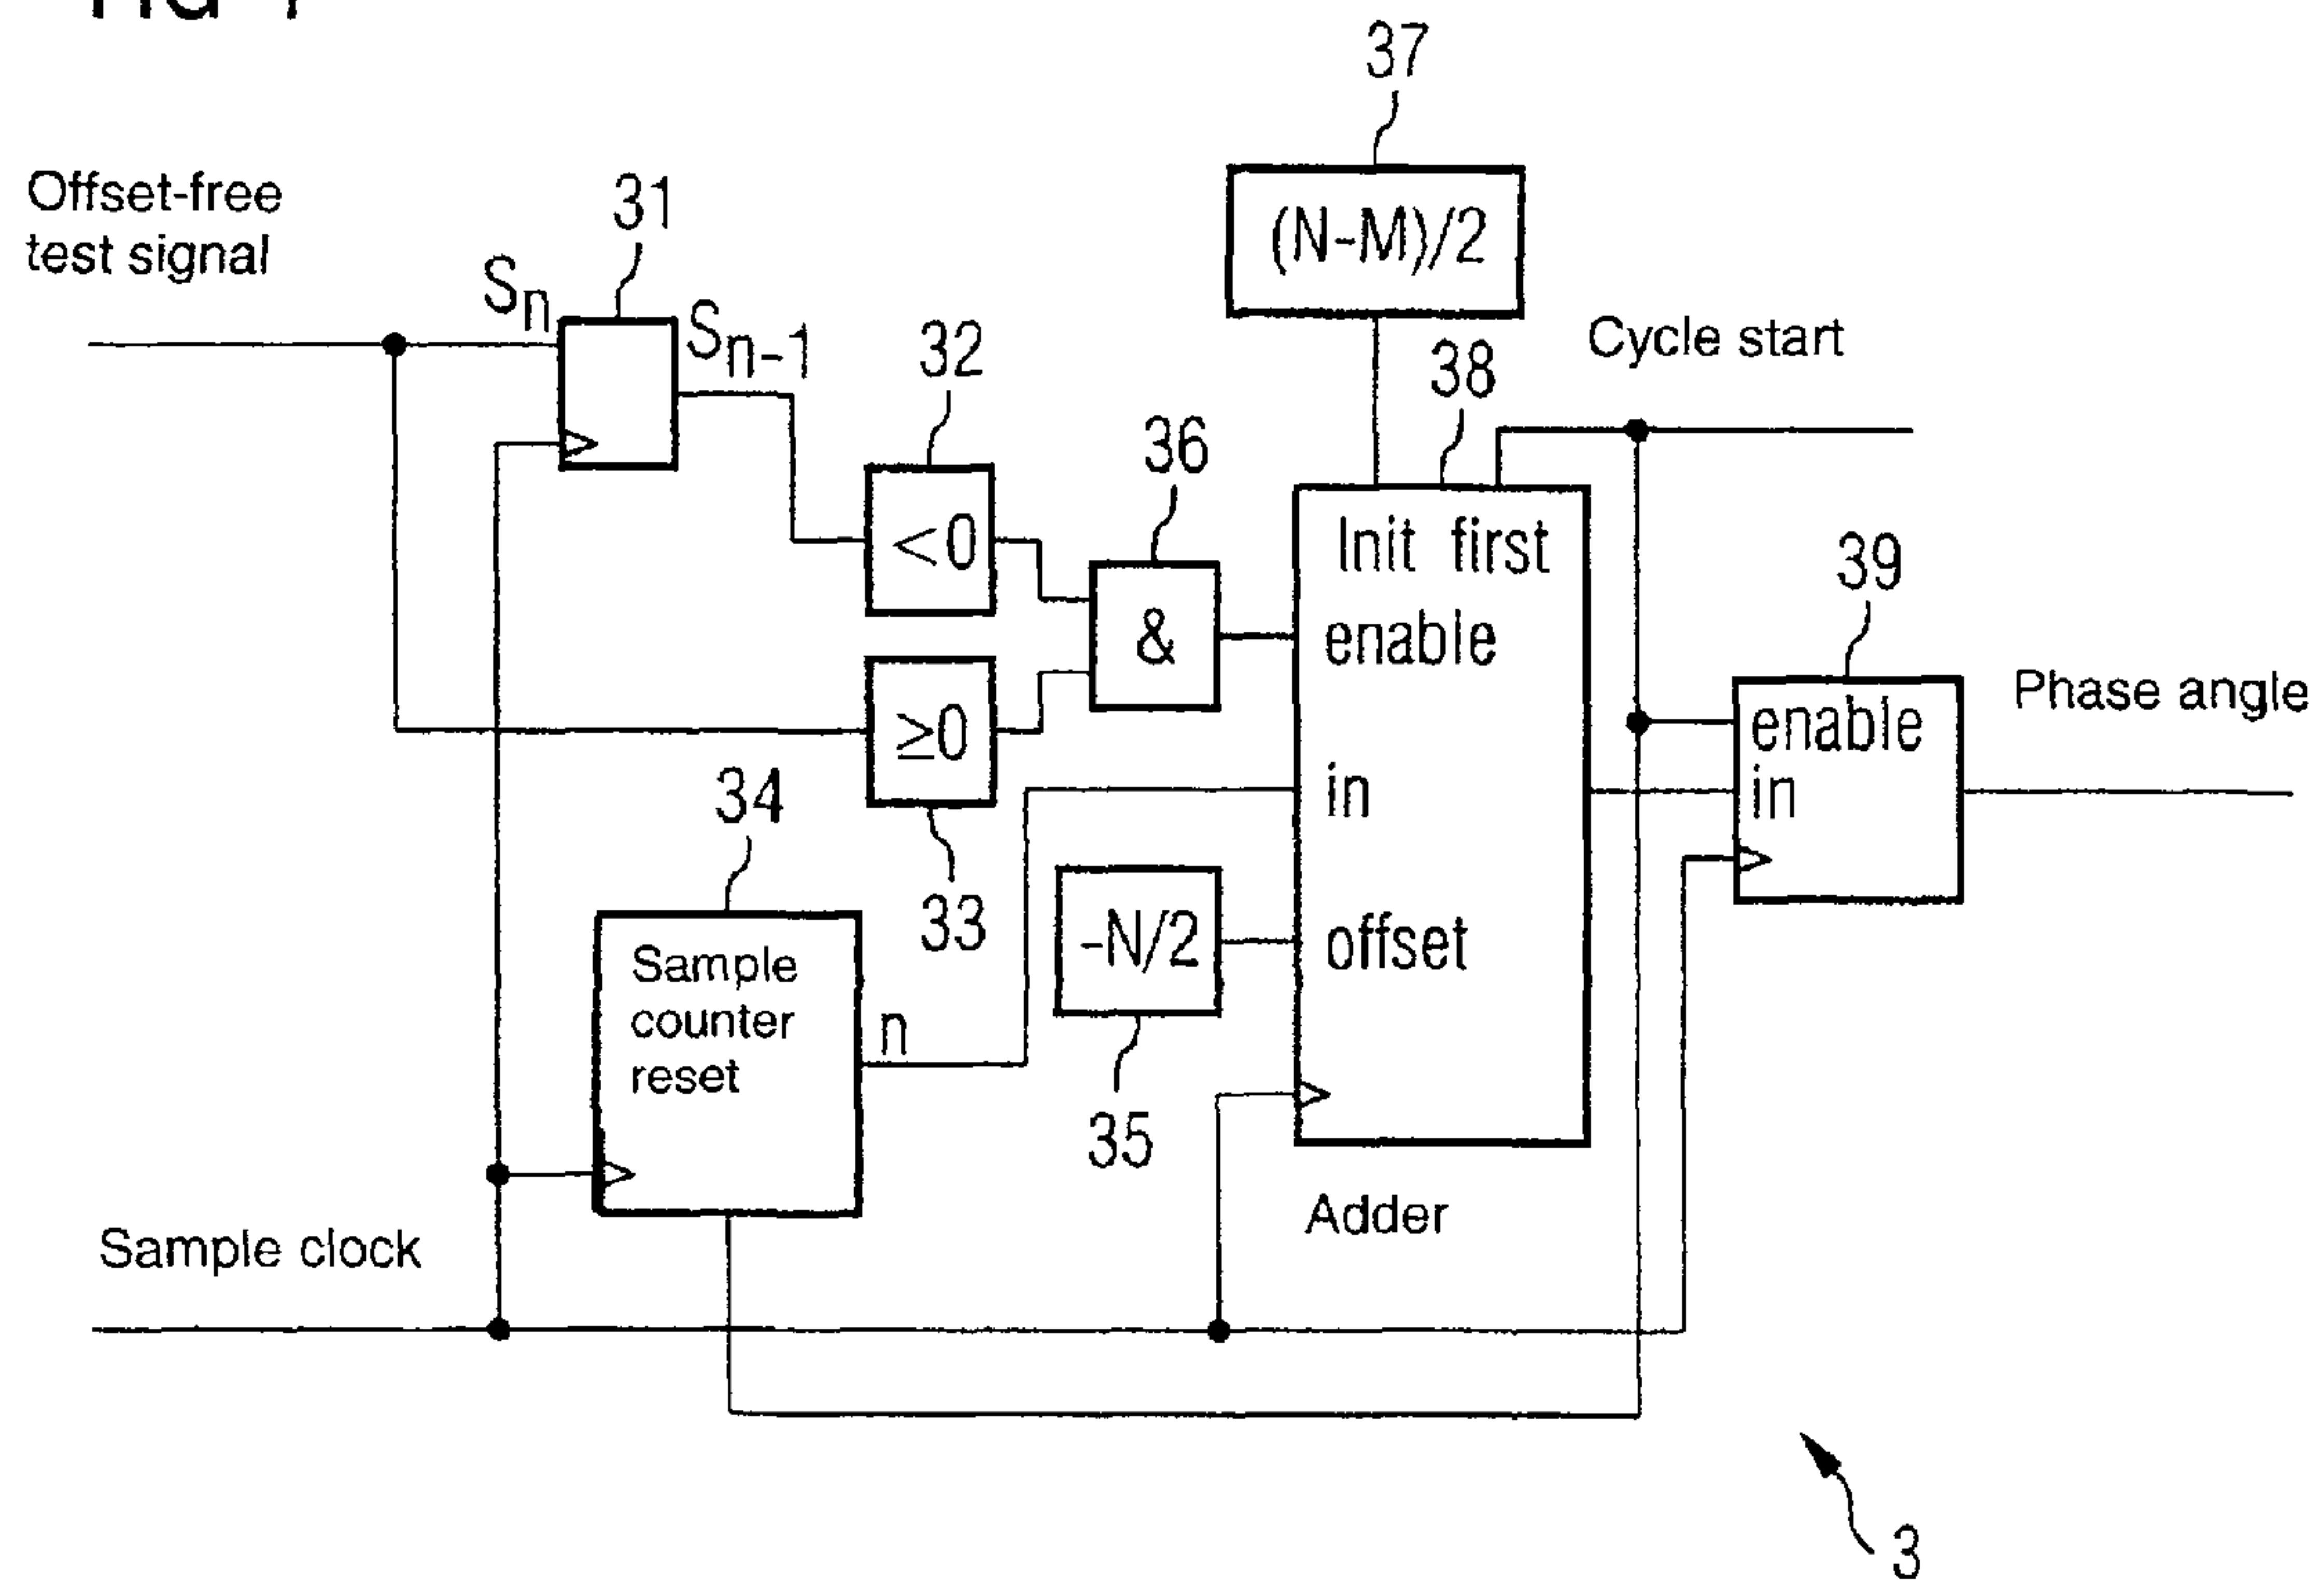 37
Offset-free
test signal
31
(N-M)/2
Sn
Sn-1
32
Cycle start
38
36
<0
Init first
39
&
enable
Phase angle
≥0
enable
34
in
in
33
-N/2
offset
Sample
counter
reset
n
35
Adder
Sample clock
3